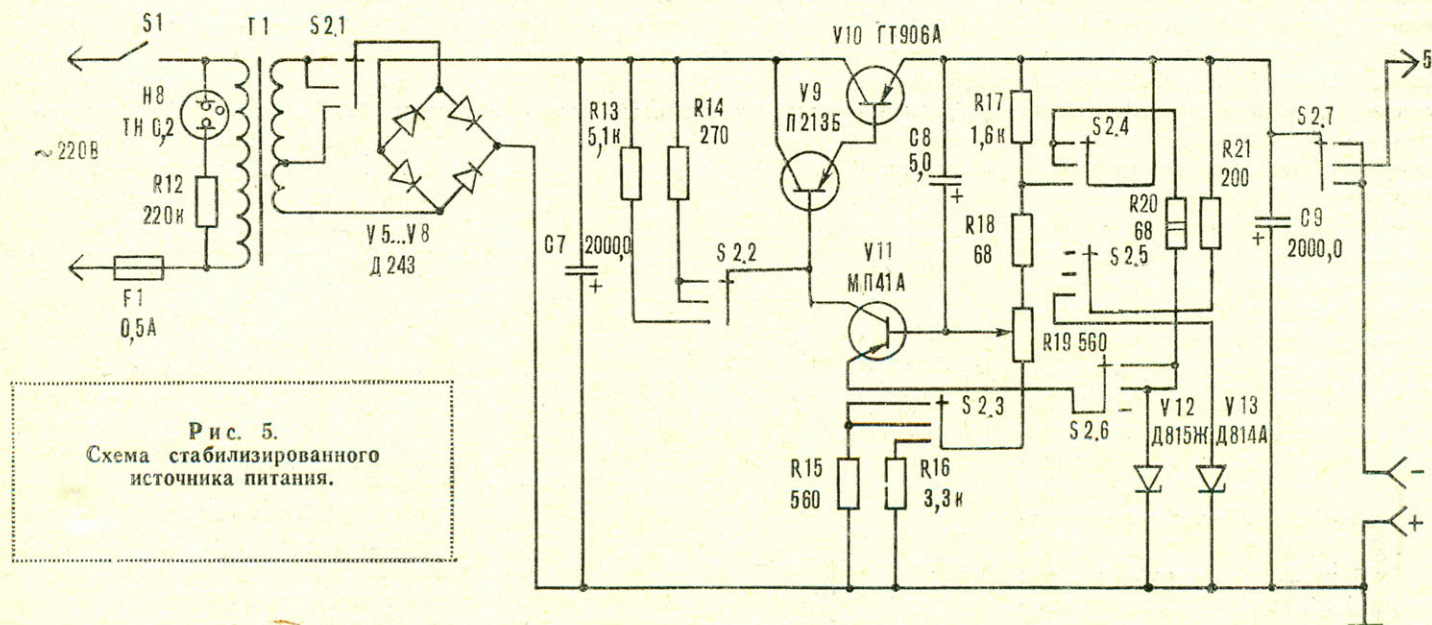 S1
T1
S2.1
V10 ГТ906А
5
H8
ТН 0,2
~220В
R12
220к
F1
0,5А
V5...V8
Д243
R13
5,1к
R14
270
C7
2000,0
+
S2.2
V9
П213Б
V11
МП41А
C8
5,0
+
R17
1,6к
R18
68
R19 560
+
S2.4
R20
68
R21
200
-
-
S2.5
+
S2.7
C9
2000,0
+
+
S2.3
+
-
S2.6
R15
560
R16
3,3к
V12
Д815Ж
V13
Д814А
-
+
Рис. 5.
Схема стабилизированного
источника питания.